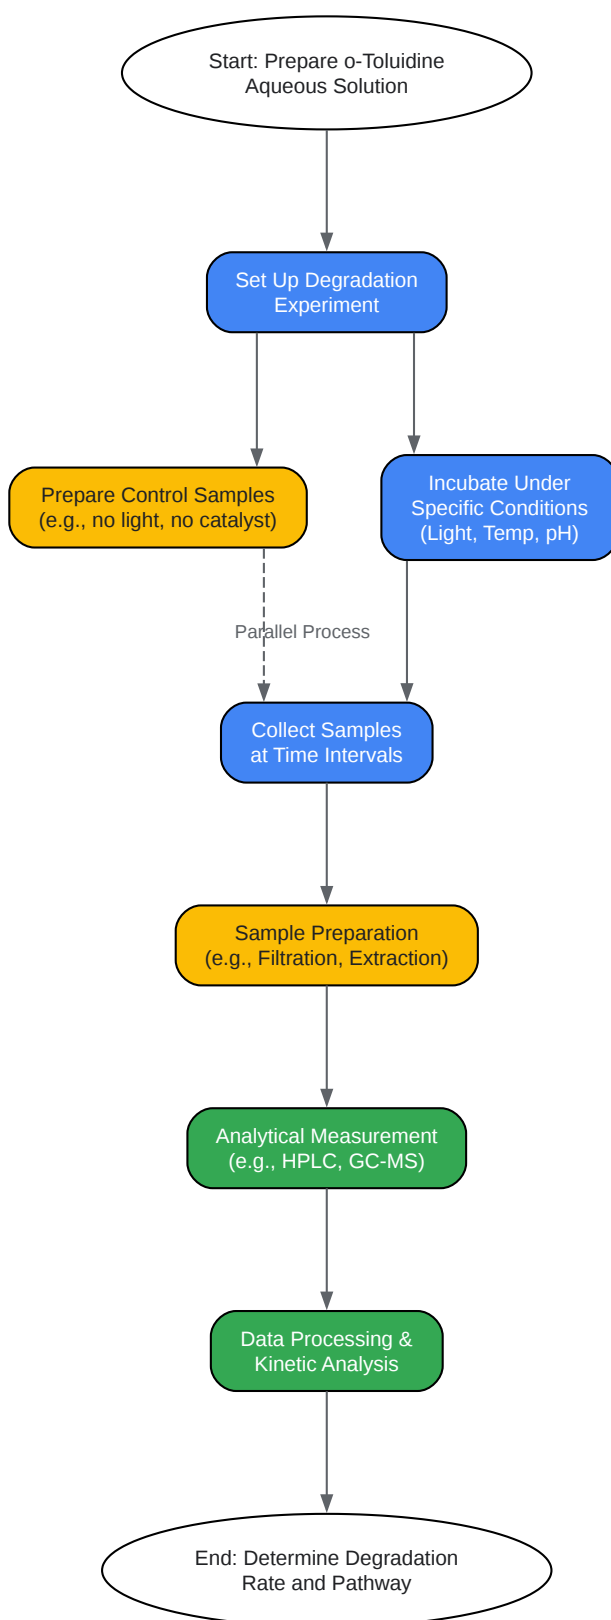 Start: Prepare o-Toluidine
Aqueous Solution
Set Up Degradation
Experiment
Prepare Control Samples
(e.g., no light, no catalyst)
Incubate Under
Specific Conditions
(Light, Temp, pH)
Parallel Process
Collect Samples
at Time Intervals
Sample Preparation
(e.g., Filtration, Extraction)
Analytical Measurement
(e.g., HPLC, GC-MS)
Data Processing &
Kinetic Analysis
End: Determine Degradation
Rate and Pathway